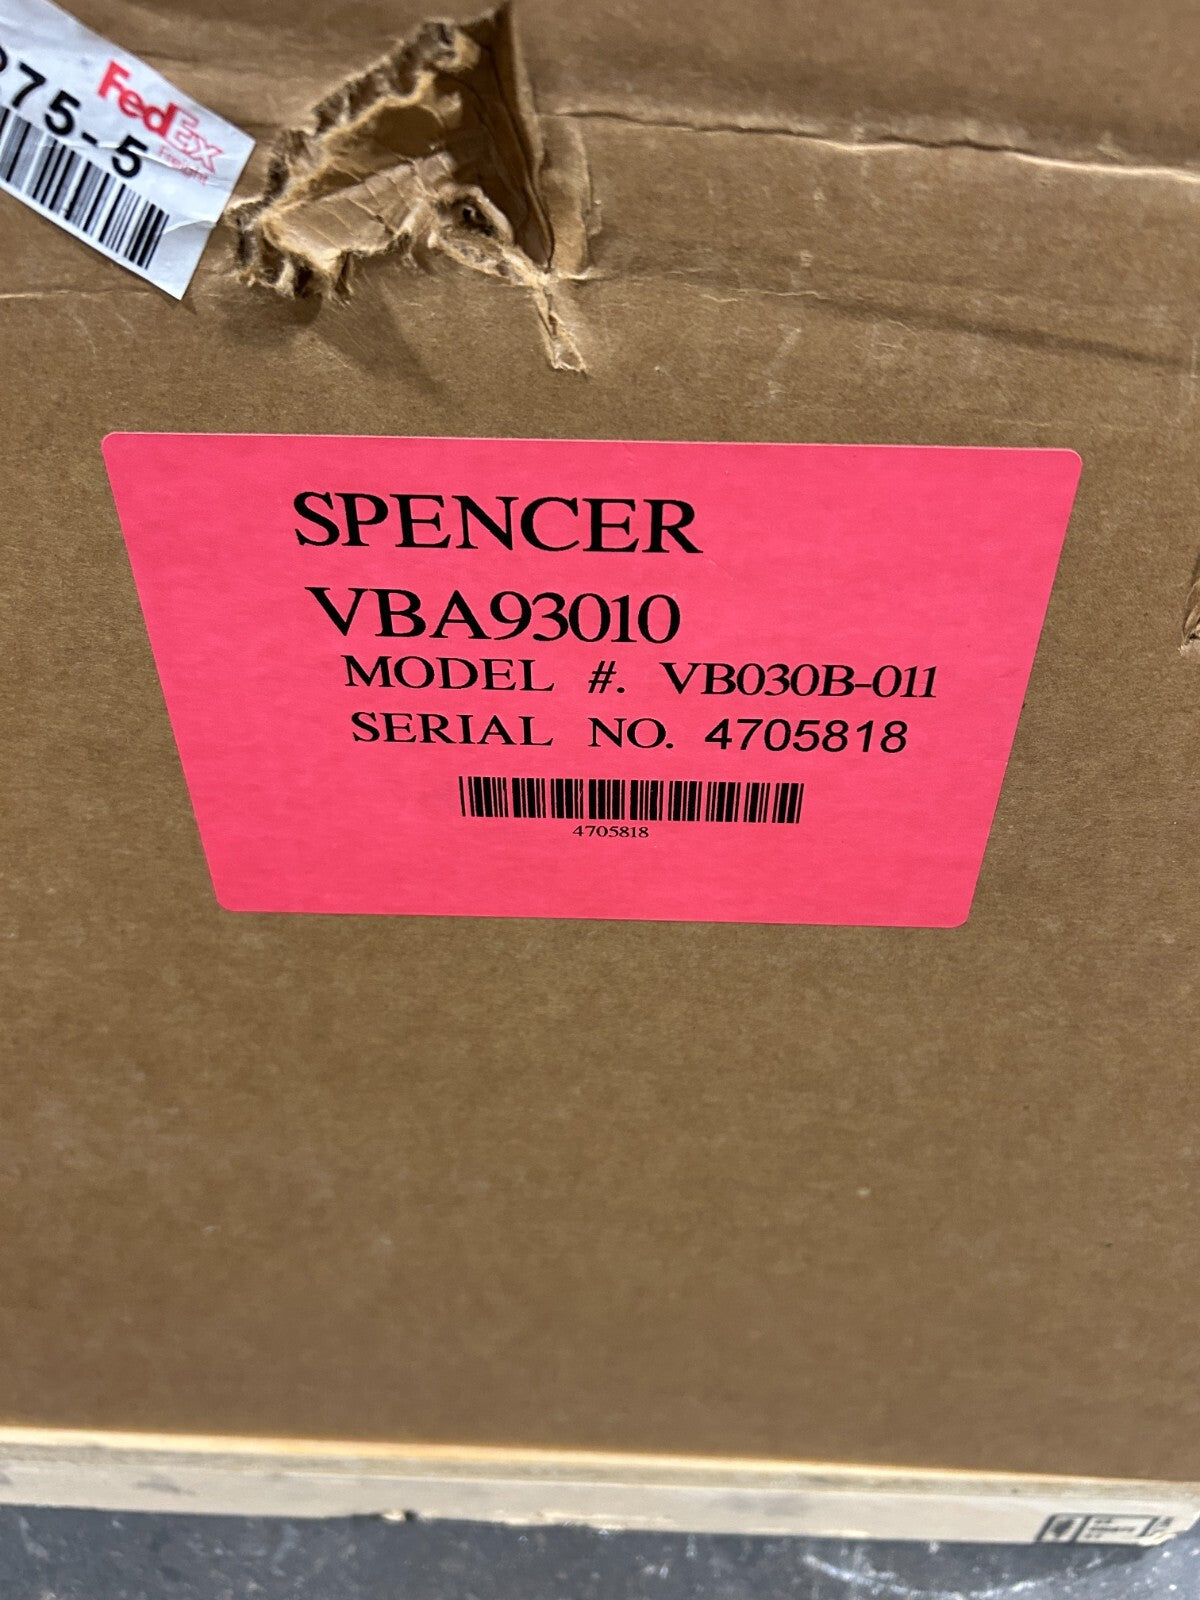 275-5
FedEx
Freight
SPENCER
VBA93010
MODEL #. VB030B-011
SERIAL NO. 4705818
4705818